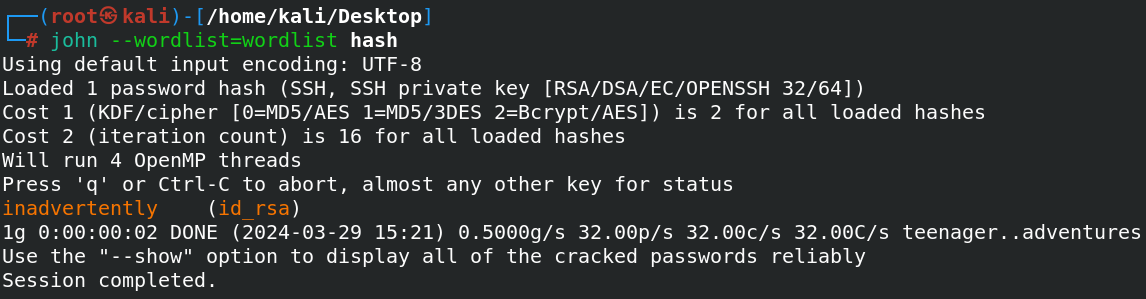 ┌──(root㉿kali)-[/home/kali/Desktop]
└─# john --wordlist=wordlist hash
Using default input encoding: UTF-8
Loaded 1 password hash (SSH, SSH private key [RSA/DSA/EC/OPENSSH 32/64])
Cost 1 (KDF/cipher [0=MD5/AES 1=MD5/3DES 2=Bcrypt/AES]) is 2 for all loaded hashes
Cost 2 (iteration count) is 16 for all loaded hashes
Will run 4 OpenMP threads
Press 'q' or Ctrl-C to abort, almost any other key for status
inadvertently    (id_rsa)
1g 0:00:00:02 DONE (2024-03-29 15:21) 0.5000g/s 32.00p/s 32.00c/s 32.00C/s teenager..adventures
Use the "--show" option to display all of the cracked passwords reliably
Session completed.